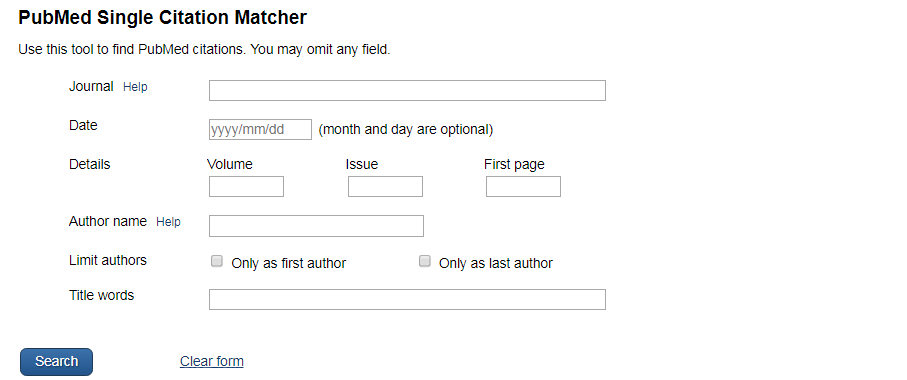 PubMed Single Citation Matcher
Use this tool to find PubMed citations. You may omit any field.
Journal Help
Date yyyy/mm/dd (month and day are optional)
Details Volume Issue First page
Author name Help
Limit authors Only as first author Only as last author
Title words
Search Clear form